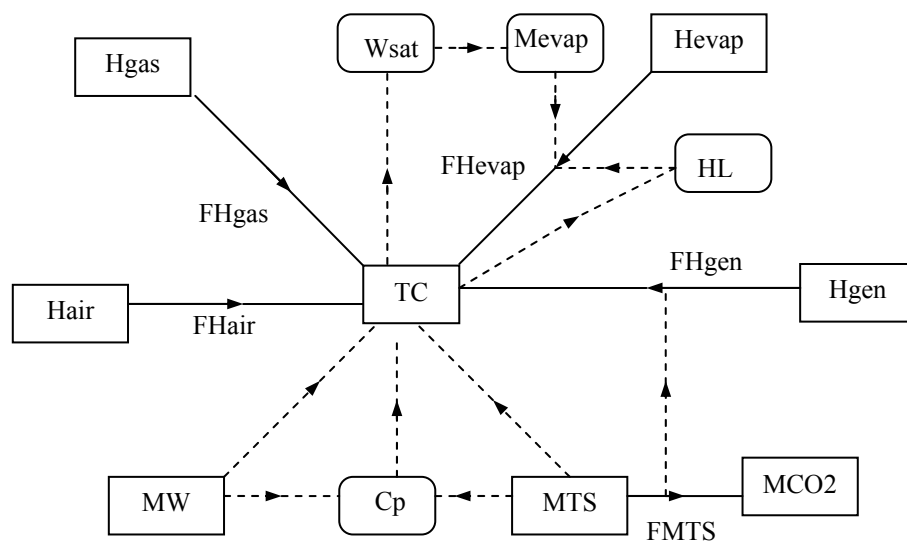 Wsat
Mevap
Hevap
Hgas
FHevap
HL
FHgas
FHgen
TC
Hgen
Hair
FHair
MCO2
MW
Cp
MTS
FMTS